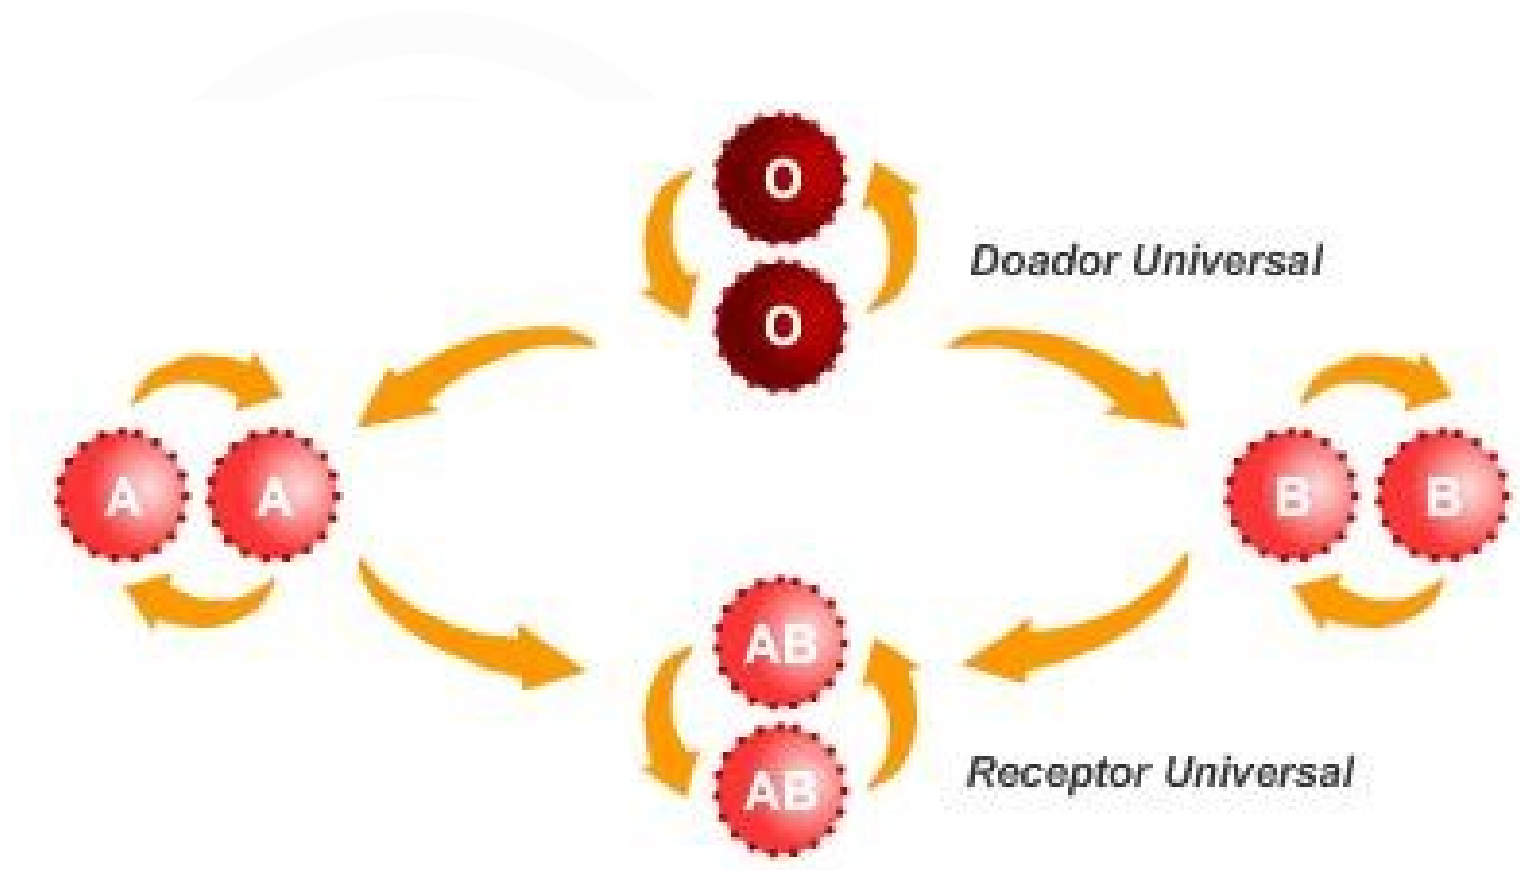 O
Doador Universal
O
A A
B B
AB
Receptor Universal
AB